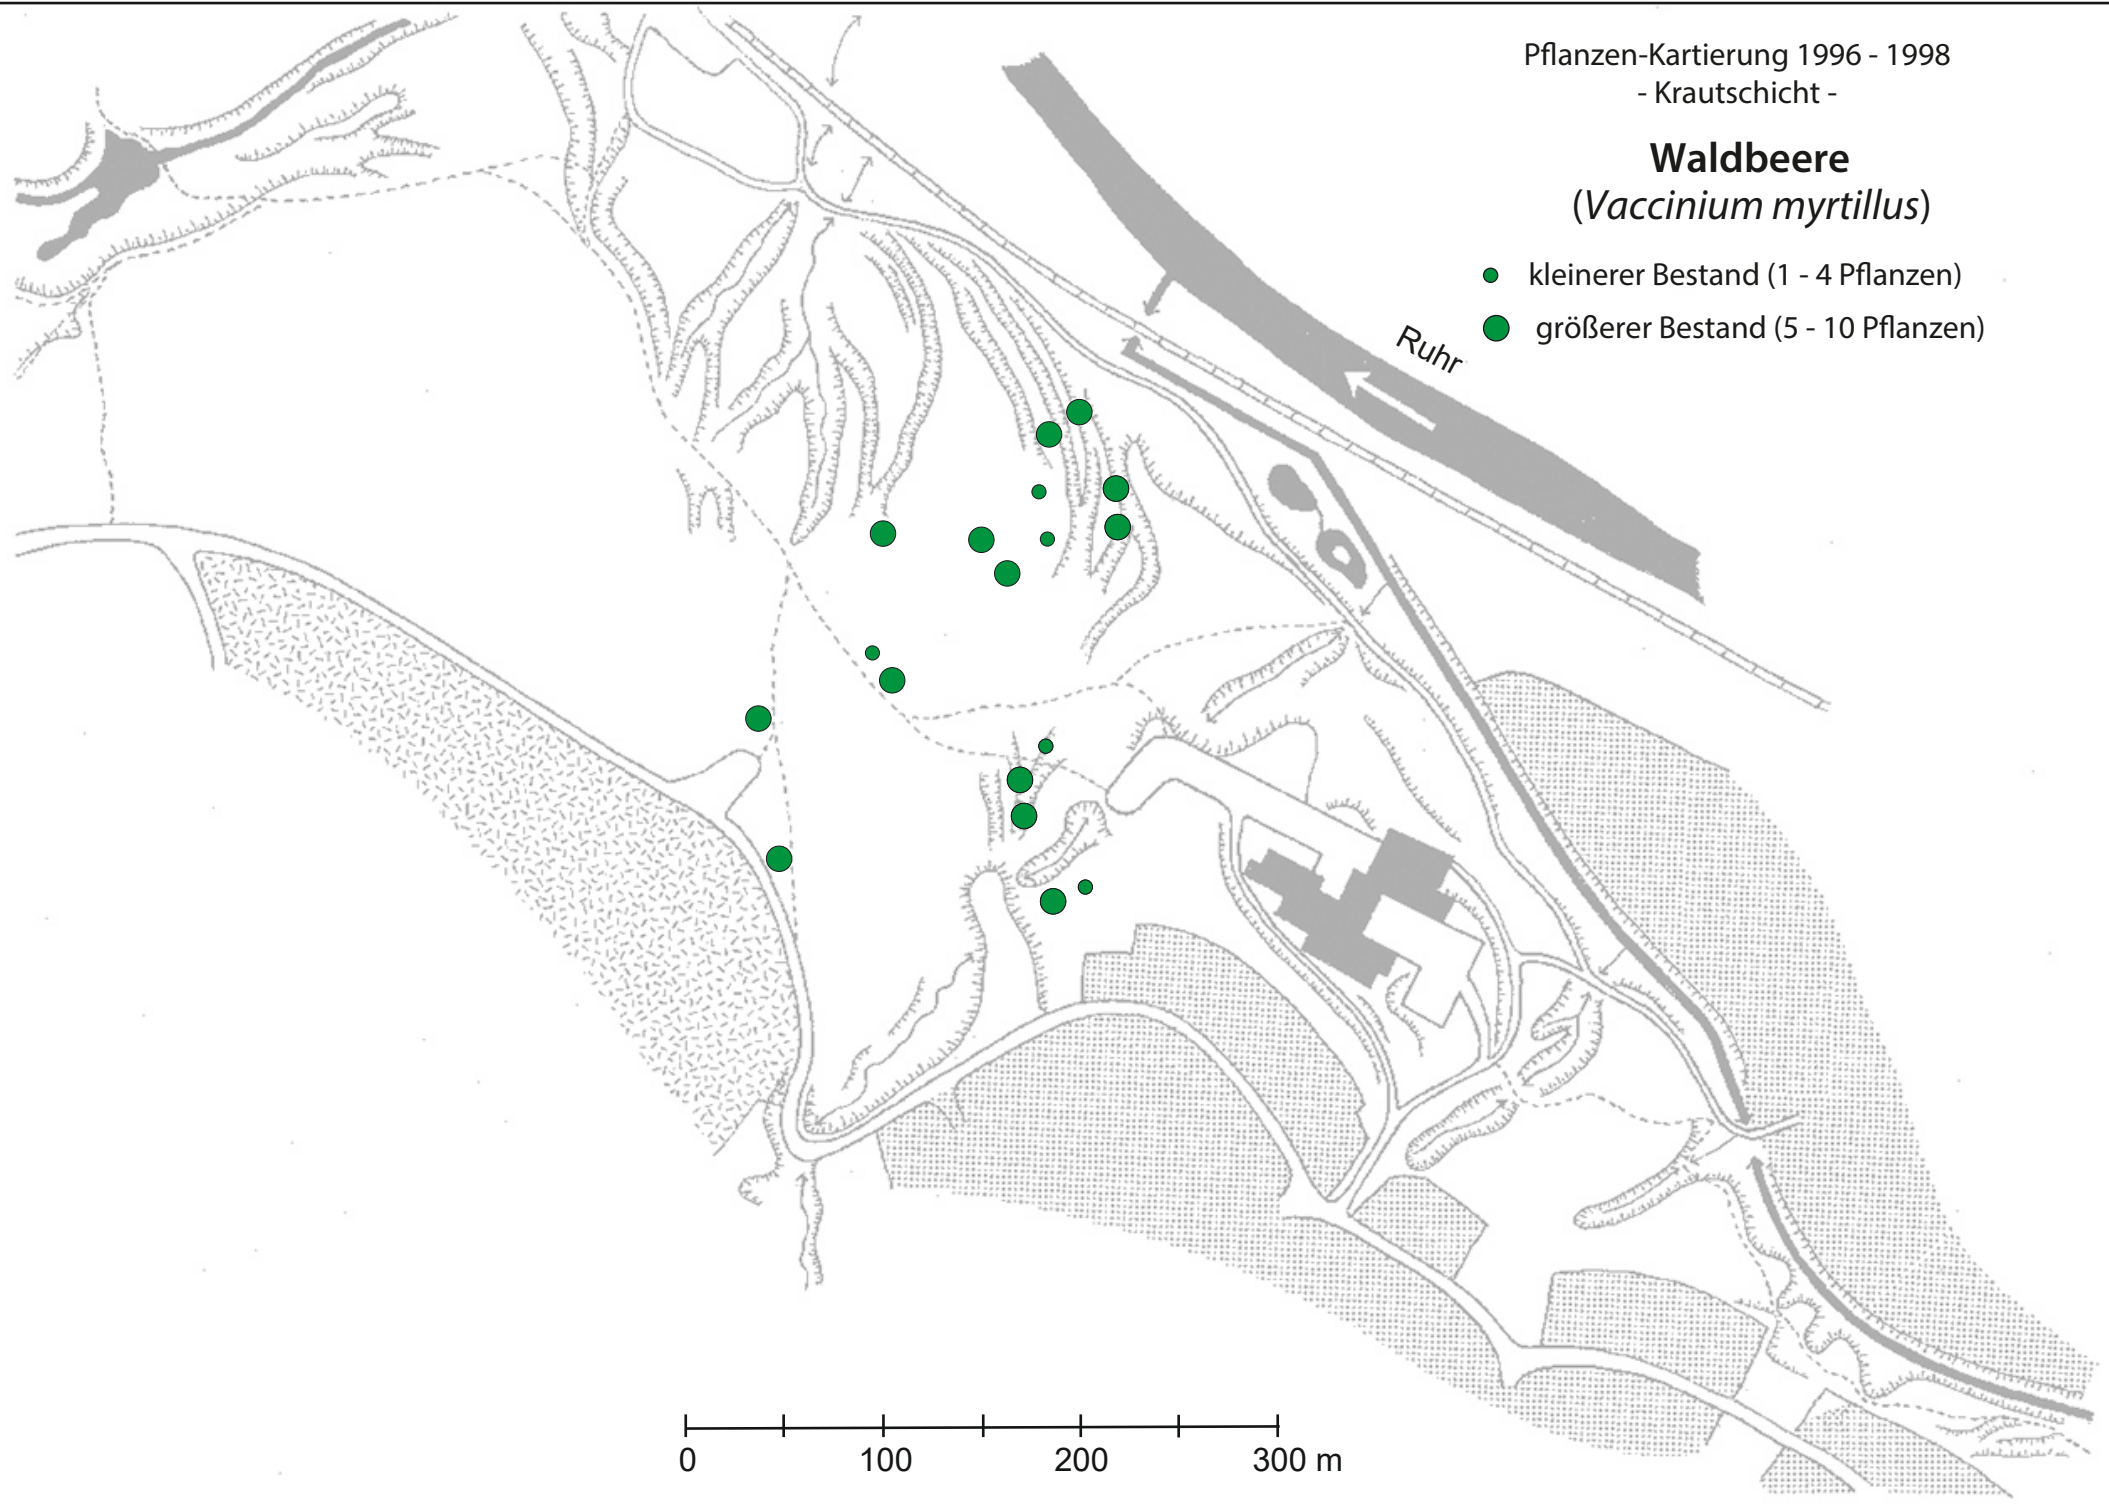 Pflanzen-Kartierung 1996 - 1998
- Krautschicht -
Waldbeere
(Vaccinium myrtillus)
kleinerer Bestand (1 - 4 Pflanzen)
größerer Bestand (5 - 10 Pflanzen)
Ruhr
0 100 200 300 m